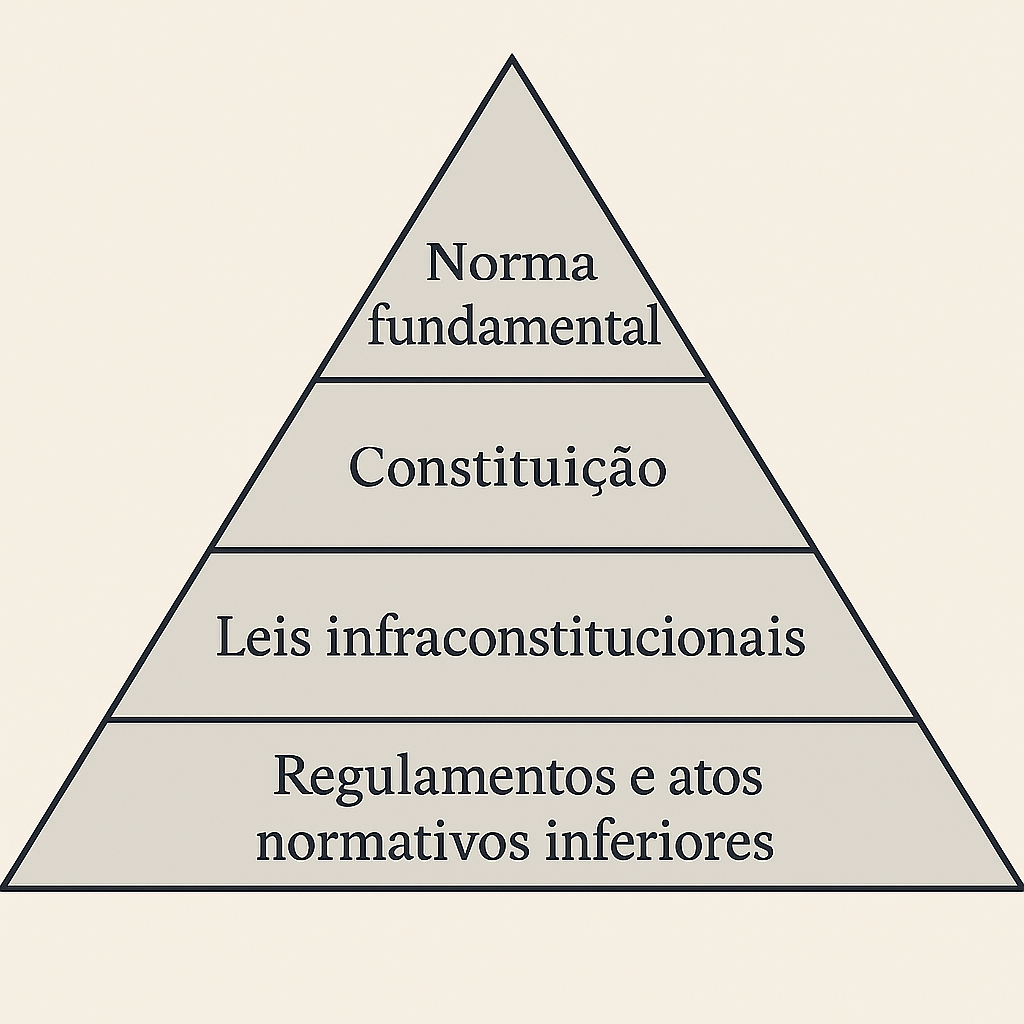 Norma
fundamental
Constituição
Leis infraconstitucionais
Regulamentos e atos
normativos inferiores